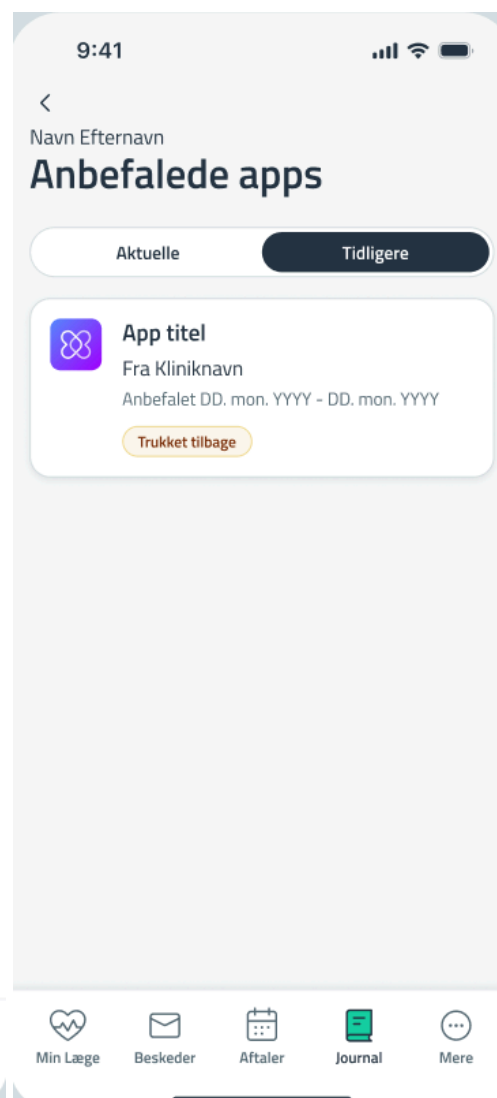 9:41
Navn Efternavn
Anbefalede apps
Aktuelle Tidligere
App titel
Fra Kliniknavn
Anbefalet DD. mon. YYYY - DD. mon. YYYY
Trukket tilbage
Min Læge Beskeder Aftaler Journal Mere